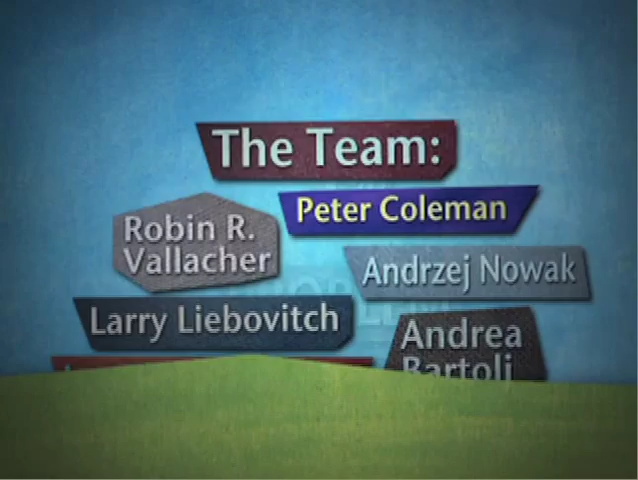 The Team:
Peter Coleman
Robin R.
Vallacher
Andrzej Nowak
Larry Liebovitch
Andrea
Bartoli